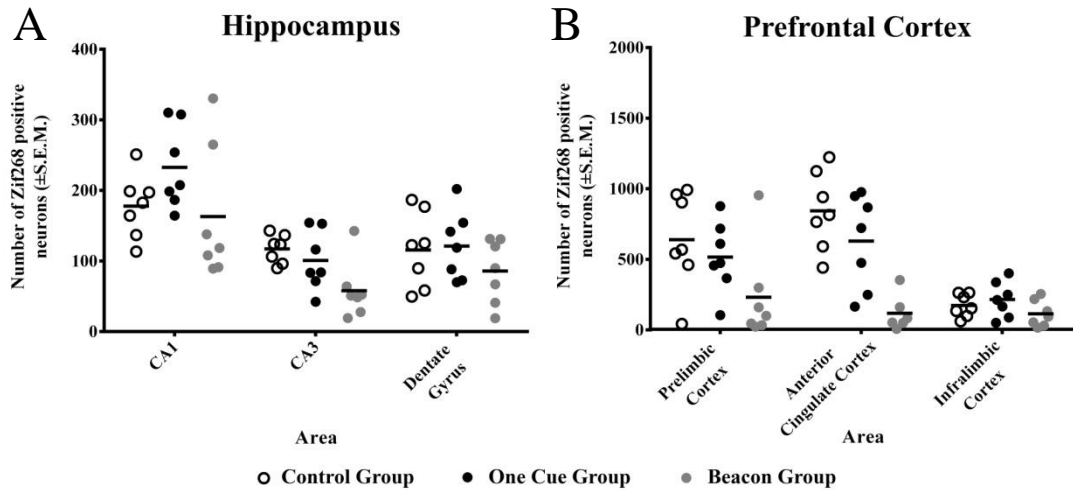 A
Hippocampus
Number of Zif268 positive
neurons (±S.E.M.)
400
300
200
100
0
CA1
CA3
Dentate
Gyrus
Area
B
Prefrontal Cortex
Number of Zif268 positive
neurons (±S.E.M.)
2000
1500
1000
500
0
Prelimbic
Cortex
Anterior
Cingulate Cortex
Infralimbic
Cortex
Area
Control Group
One Cue Group
Beacon Group